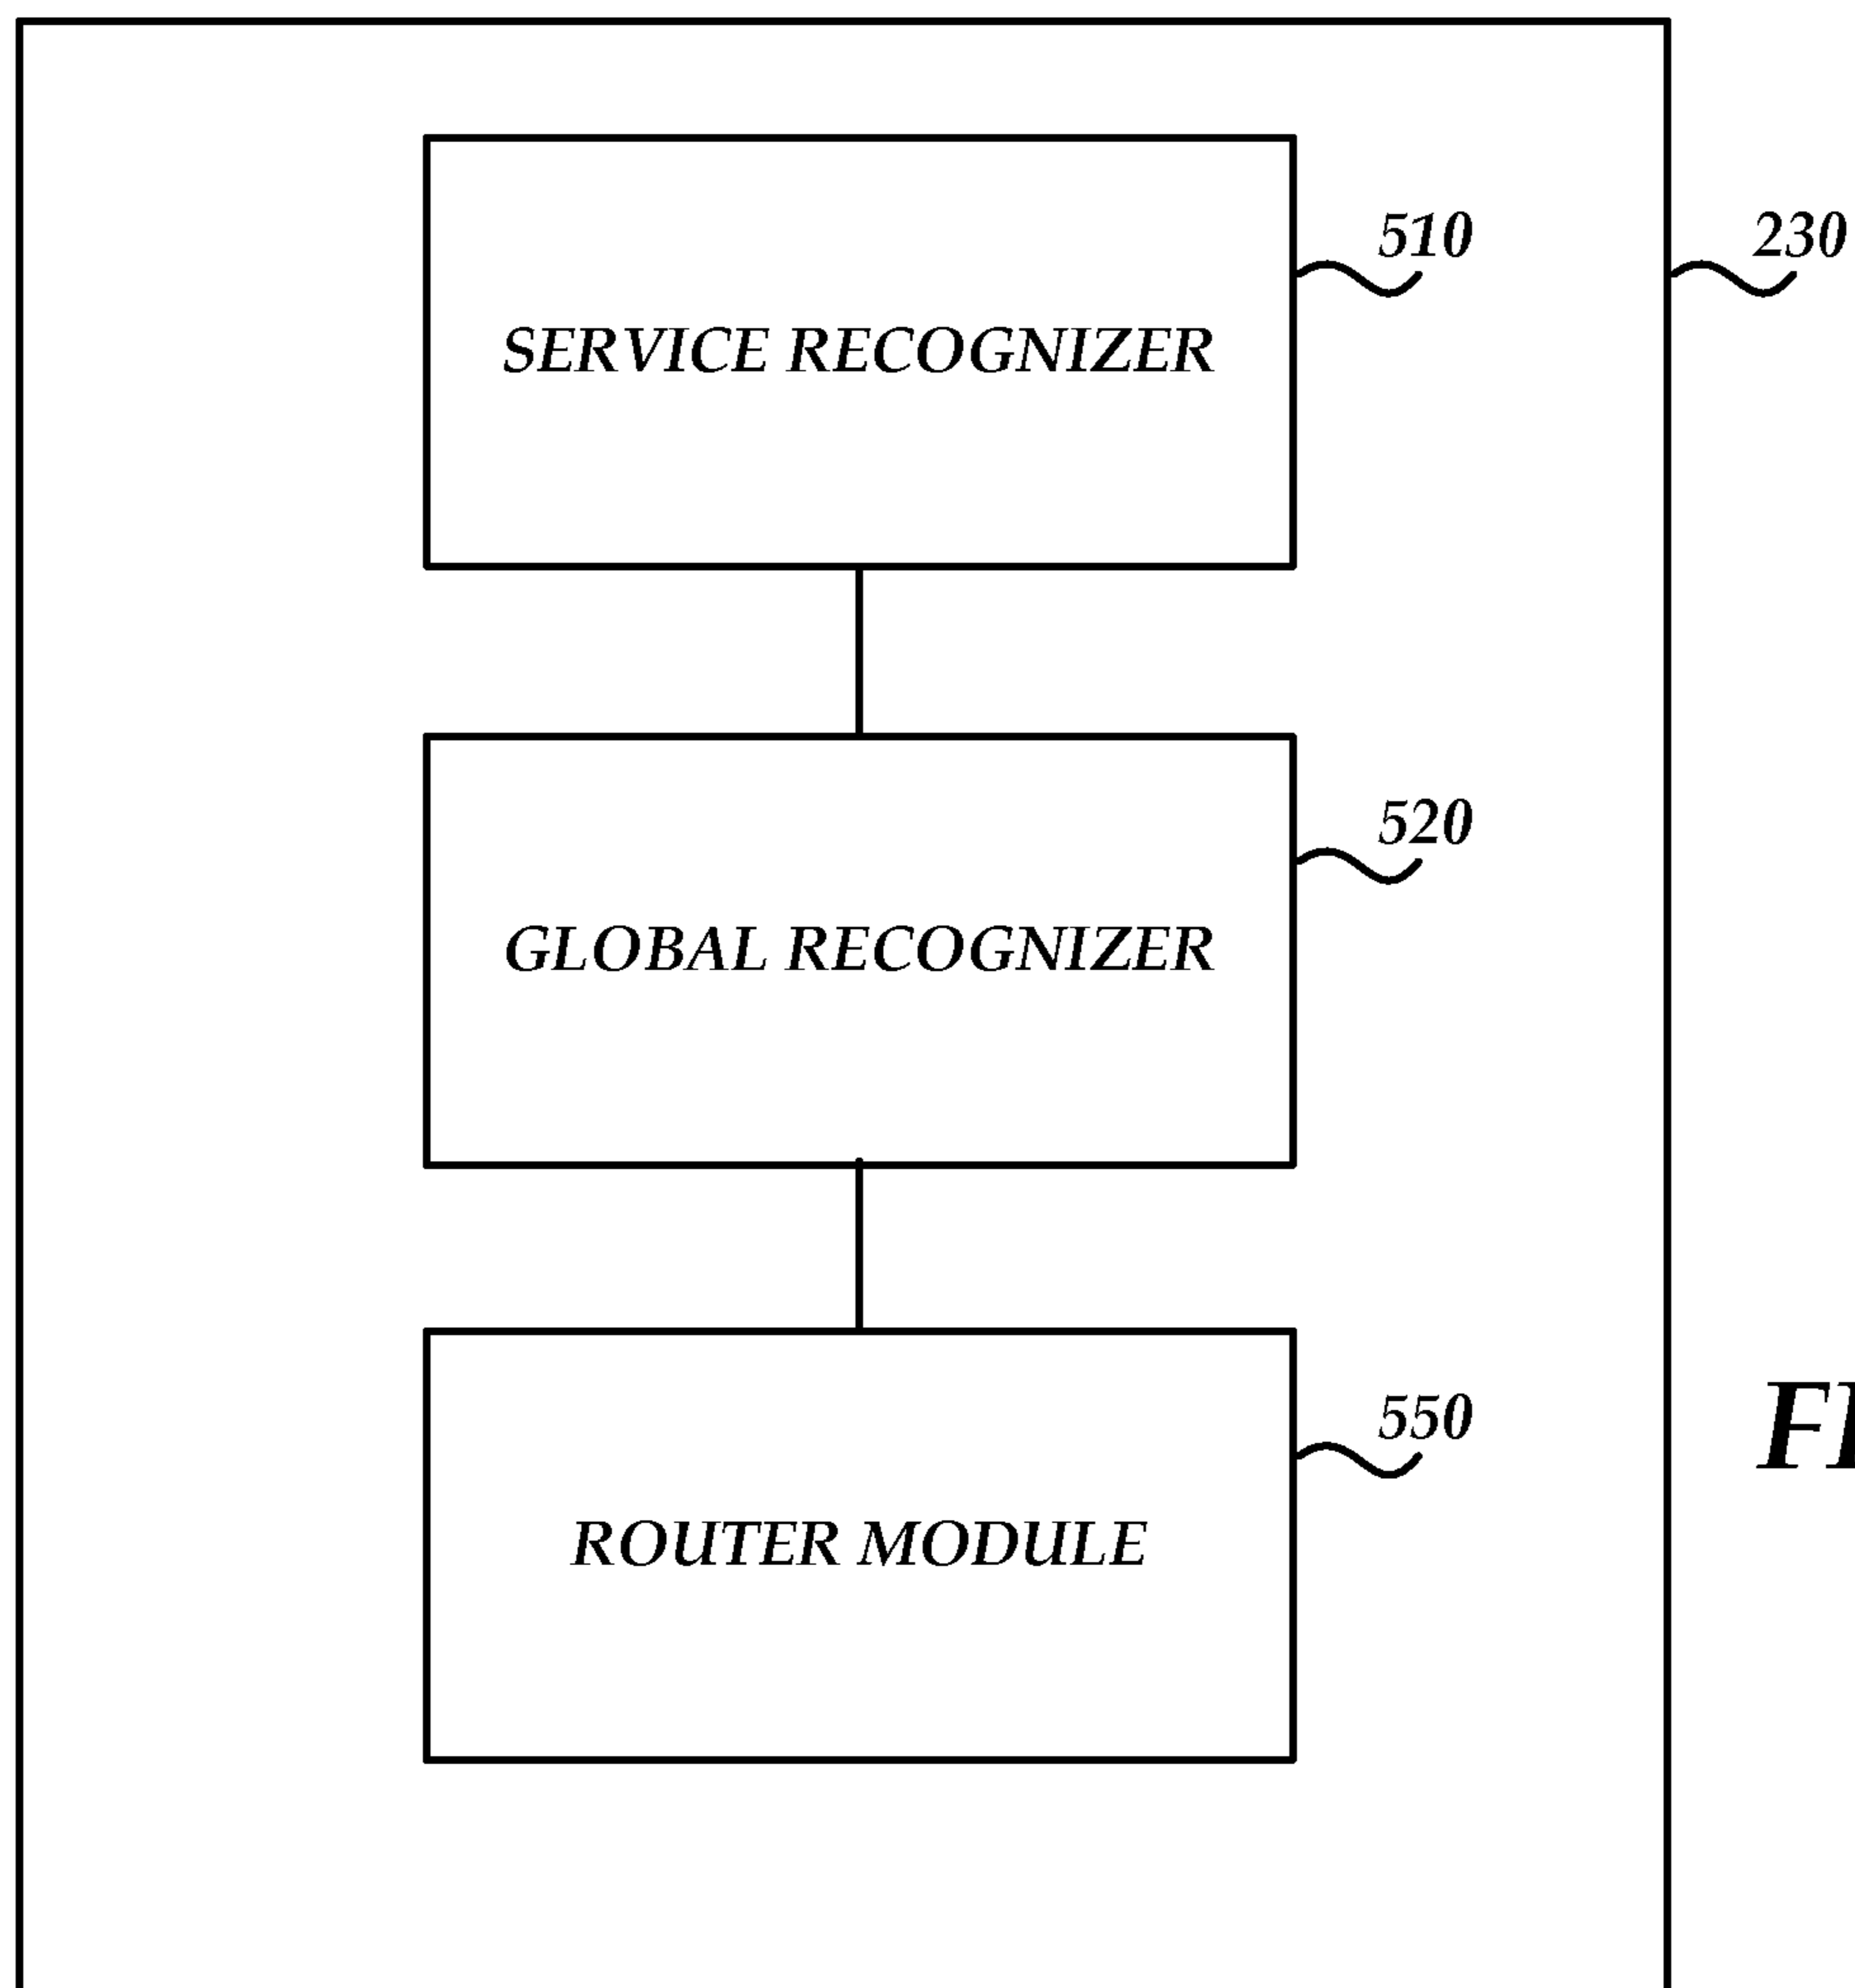 510
230
SERVICE RECOGNIZER
520
GLOBAL RECOGNIZER
550
ROUTER MODULE